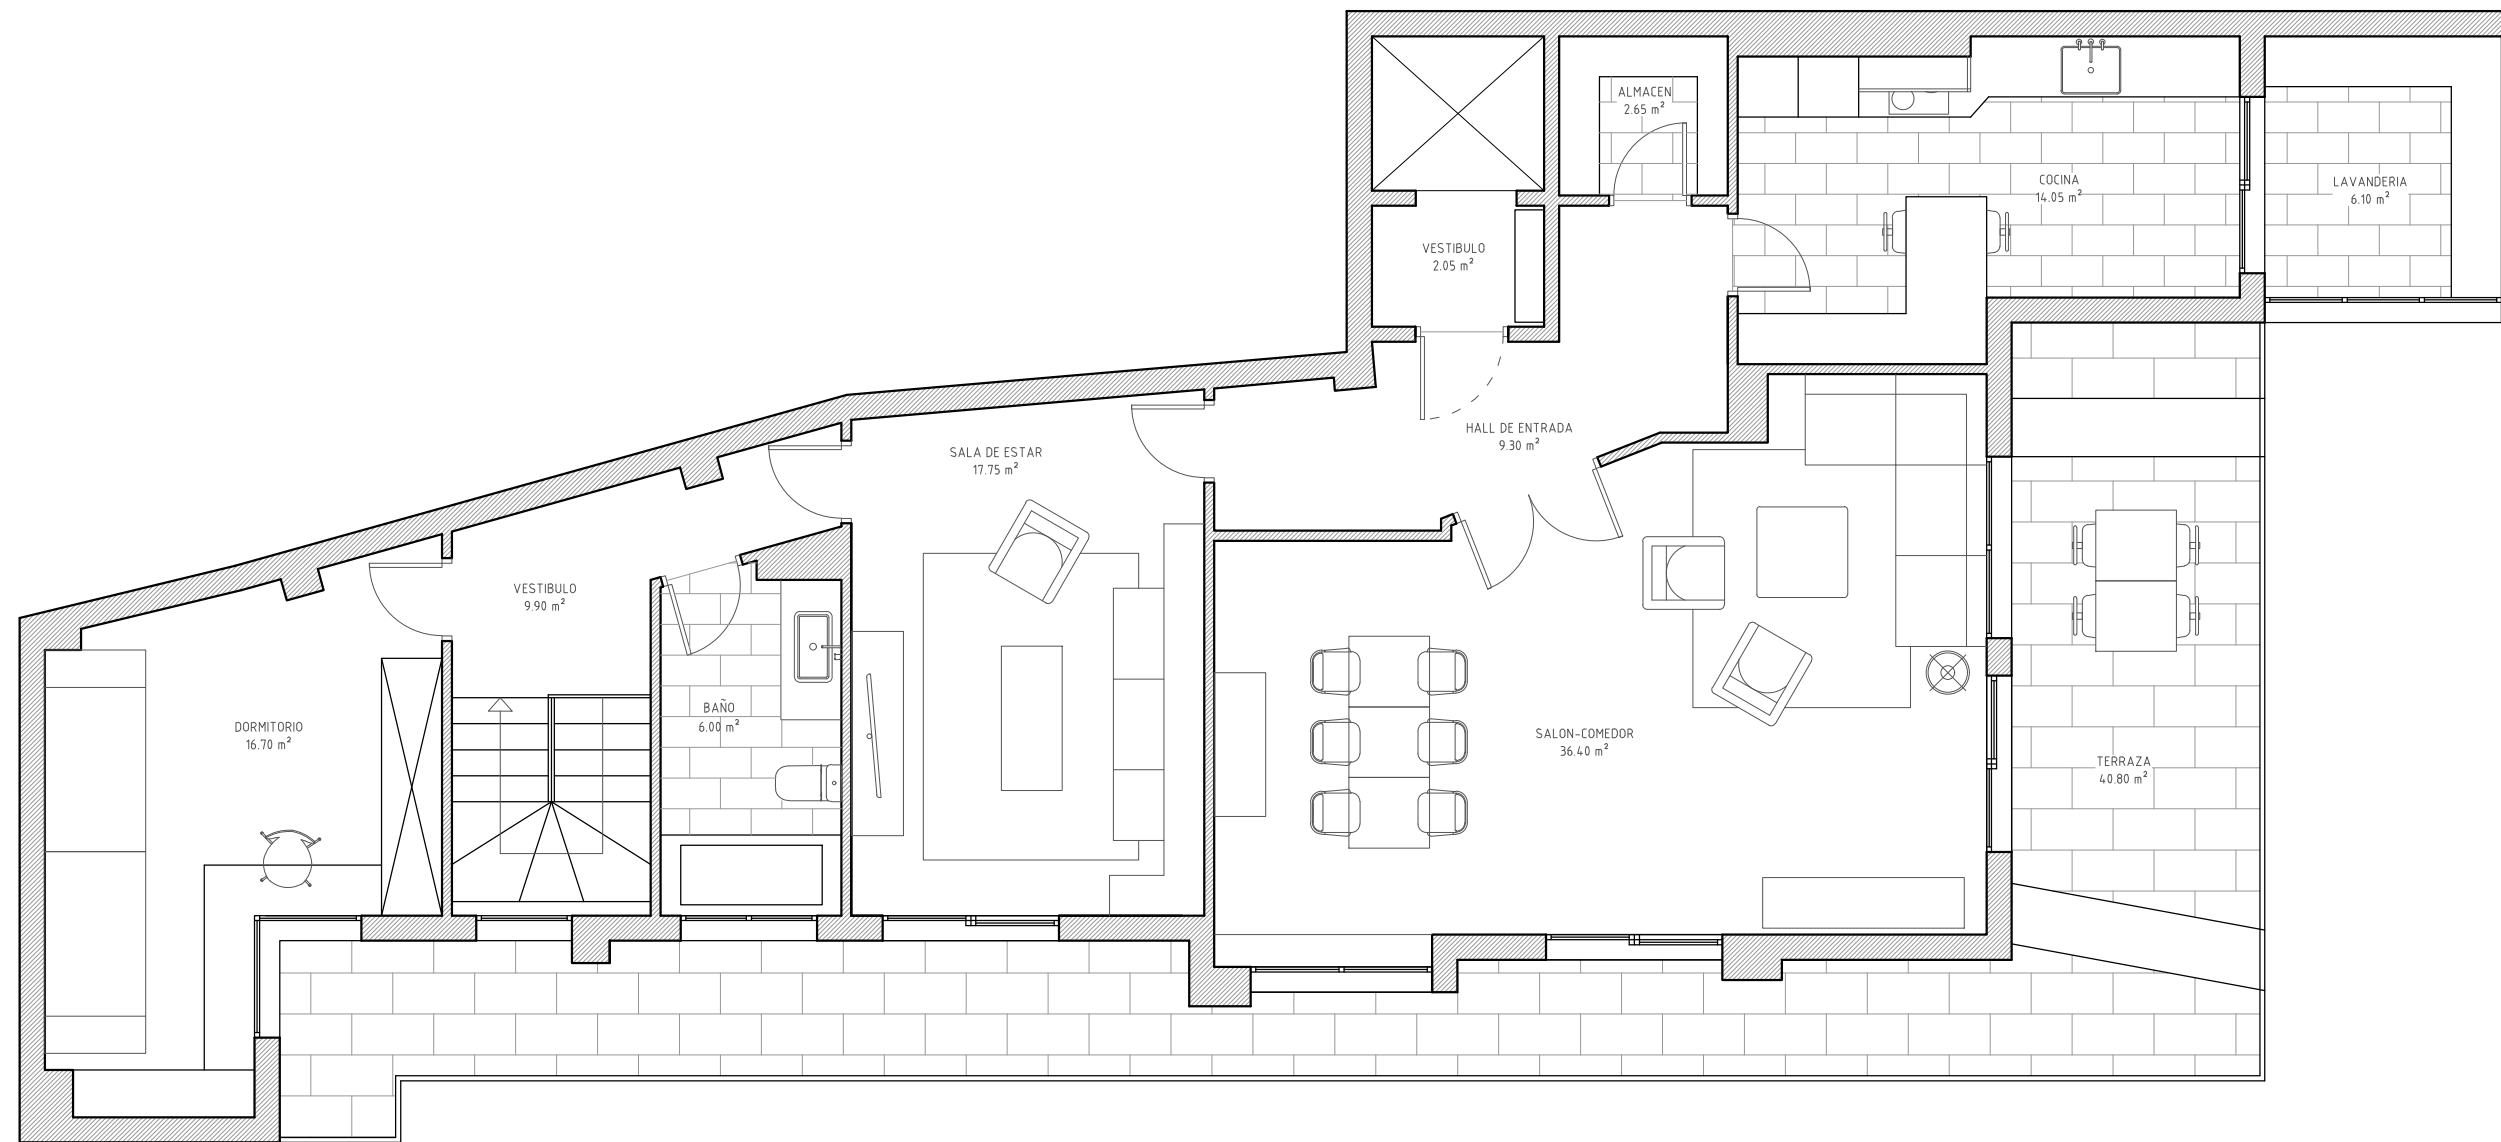 ALMACEN
2.65 m²
COCINA
14.05 m²
LAVANDERIA
6.10 m²
VESTIBULO
2.05 m²
HALL DE ENTRADA
9.30 m²
SALA DE ESTAR
17.75 m²
VESTIBULO
9.90 m²
BAÑO
6.00 m²
DORMITORIO
16.70 m²
SALON-COMEDOR
36.40 m²
TERRAZA
40.80 m²